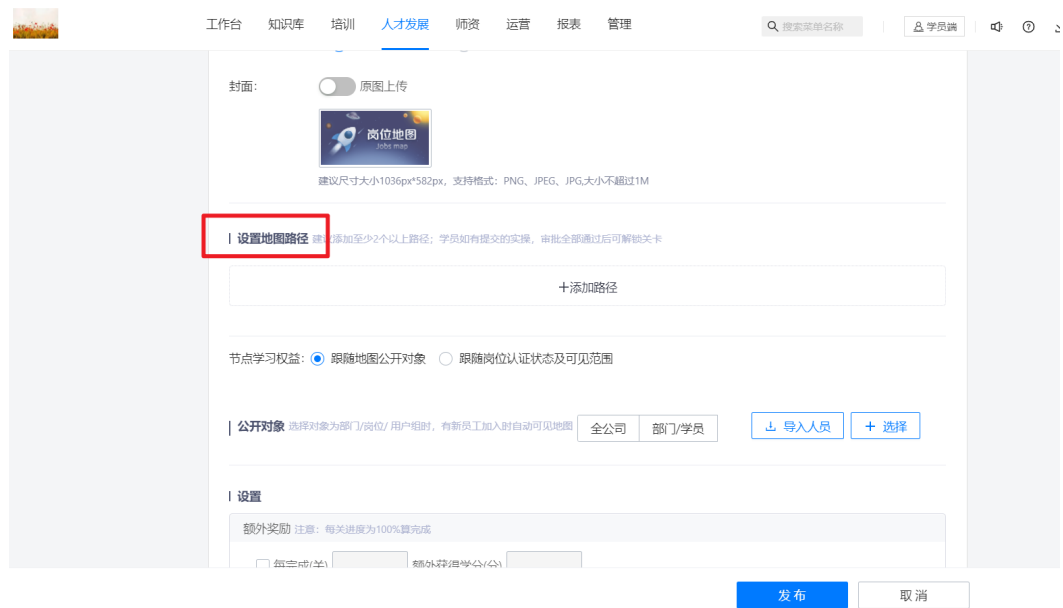 工作台 知识库 培训 人才发展 师资 运营 报表 管理 搜索菜单名称 学员端
封面： 原图上传
岗位地图
Jobs map
建议尺寸大小1036px*582px，支持格式：PNG、JPEG、JPG,大小不超过1M
设置地图路径 建议添加至少2个以上路径；学员如有提交的实操，审批全部通过后可解锁关卡
+添加路径
节点学习权益： 跟随地图公开对象 跟随岗位认证状态及可见范围
公开对象 选择对象为部门/岗位/ 用户组时，有新员工加入时自动可见地图 全公司 部门/学员 导入人员 + 选择
设置
额外奖励 注意：每关进度为100%算完成
每完成(关) 额外获得学分(分)
发布 取消